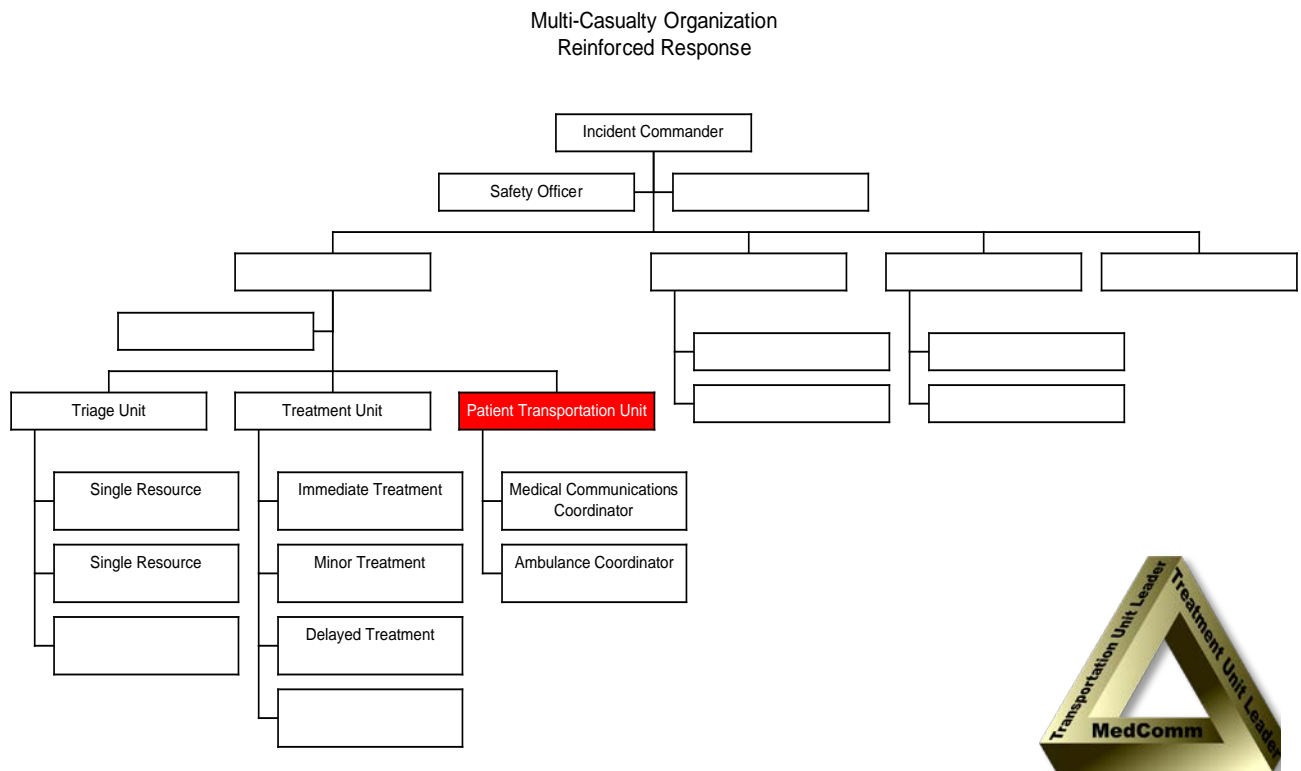 Multi-Casualty Organization
Reinforced Response
Incident Commander
Safety Officer
Triage Unit
Treatment Unit
Patient Transportation Unit
Single Resource
Immediate Treatment
Medical Communications
Coordinator
Single Resource
Minor Treatment
Ambulance Coordinator
Delayed Treatment
Transportation Unit Leader
Treatment Unit Leader
MedComm